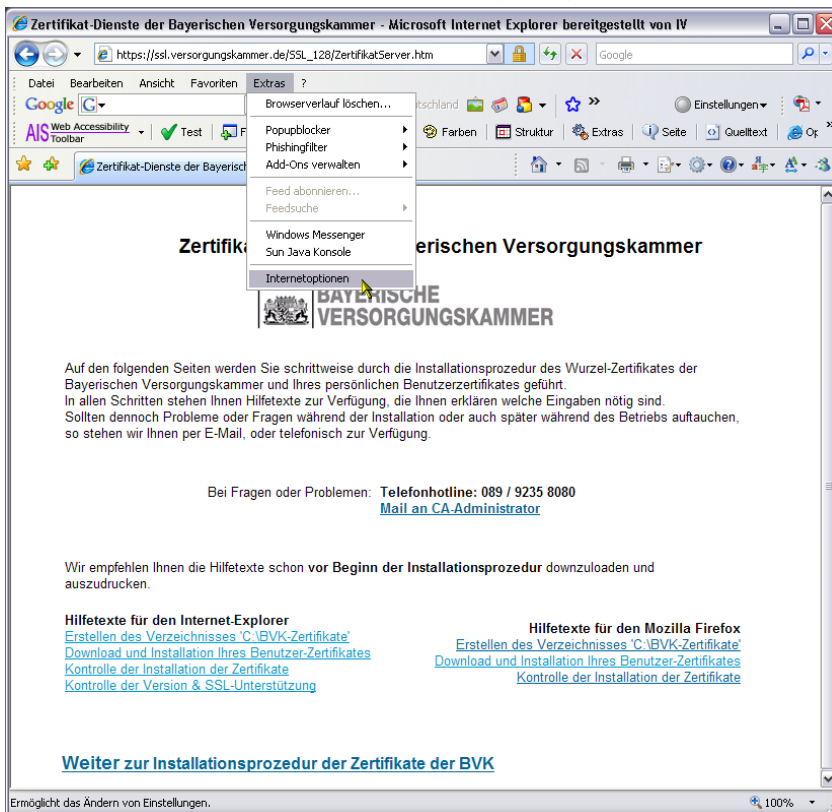 Zertifikat-Dienste der Bayerischen Versorgungskammer - Microsoft Internet Explorer bereitgestellt von IV
https://ssl.versorgungskammer.de/SSL_128/ZertifikatServer.htm
Google
Datei Bearbeiten Ansicht Favoriten Extras ?
Google G
Einstellungen
AIS Web Accessibility Toolbar
Test
Farben Struktur Extras Seite Quelltext
Zertifikat-Dienste der Bayerisch
Browserverlauf löschen...
Popupblocker
Phishingfilter
Add-Ons verwalten
Feed abonnieren...
Feedsuche
Windows Messenger
Sun Java Konsole
Internetoptionen
Zertifik erischen Versorgungskammer
BAYERISCHE
VERSORGUNGSKAMMER
Auf den folgenden Seiten werden Sie schrittweise durch die Installationsprozedur des Wurzel-Zertifikates der
Bayerischen Versorgungskammer und Ihres persönlichen Benutzerzertifikates geführt.
In allen Schritten stehen Ihnen Hilfetexte zur Verfügung, die Ihnen erklären welche Eingaben nötig sind.
Sollten dennoch Probleme oder Fragen während der Installation oder auch später während des Betriebs auftauchen,
so stehen wir Ihnen per E-Mail, oder telefonisch zur Verfügung.
Bei Fragen oder Problemen: Telefonhotline: 089 / 9235 8080
Mail an CA-Administrator
Wir empfehlen Ihnen die Hilfetexte schon vor Beginn der Installationsprozedur downzuloaden und
auszudrucken.
Hilfetexte für den Internet-Explorer
Erstellen des Verzeichnisses 'C:\BVK-Zertifikate'
Download und Installation Ihres Benutzer-Zertifikates
Kontrolle der Installation der Zertifikate
Kontrolle der Version & SSL-Unterstützung
Hilfetexte für den Mozilla Firefox
Erstellen des Verzeichnisses 'C:\BVK-Zertifikate'
Download und Installation Ihres Benutzer-Zertifikates
Kontrolle der Installation der Zertifikate
Weiter zur Installationsprozedur der Zertifikate der BVK
Ermöglicht das Ändern von Einstellungen.
100%